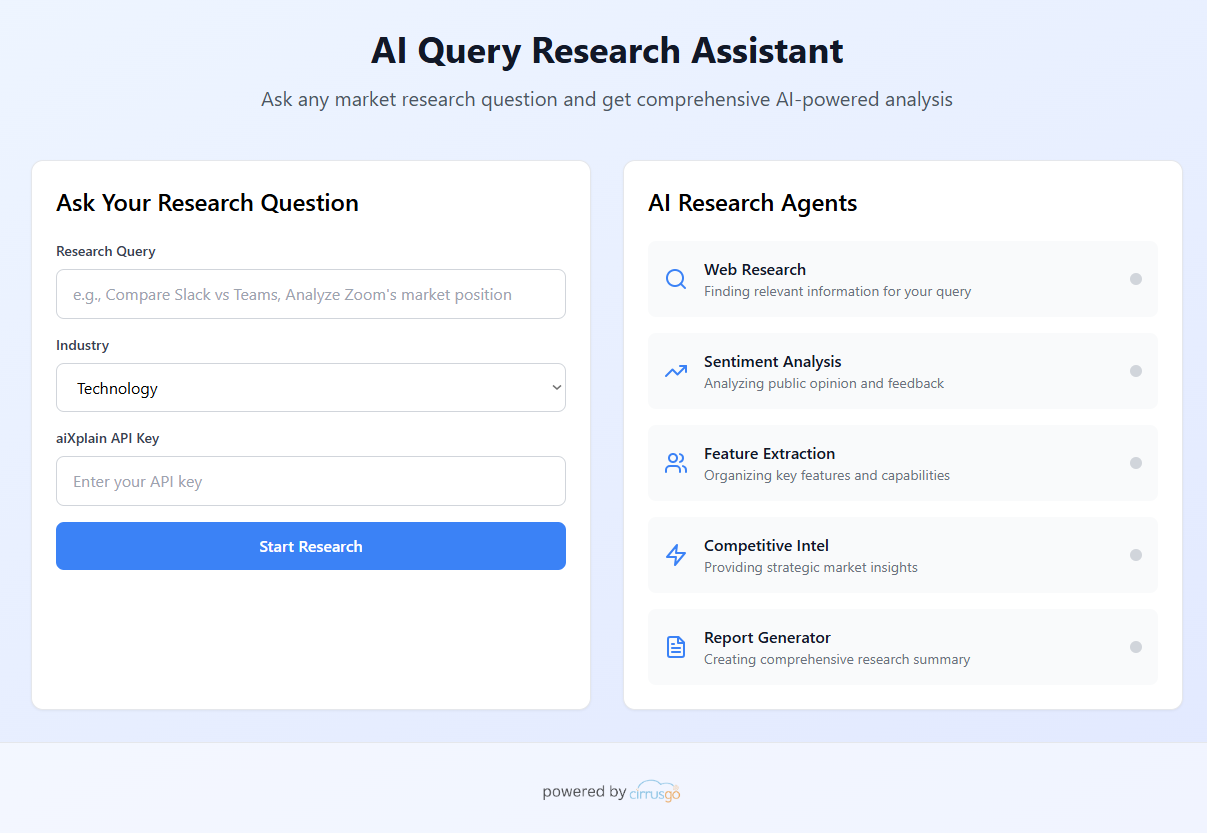 AI Query Research Assistant
Ask any market research question and get comprehensive AI-powered analysis
Ask Your Research Question
Research Query
e.g., Compare Slack vs Teams, Analyze Zoom's market position
Industry
Technology
aiXplain API Key
Enter your API key
Start Research
AI Research Agents
Web Research
Finding relevant information for your query
Sentiment Analysis
Analyzing public opinion and feedback
Feature Extraction
Organizing key features and capabilities
Competitive Intel
Providing strategic market insights
Report Generator
Creating comprehensive research summary
powered by cirrusgo